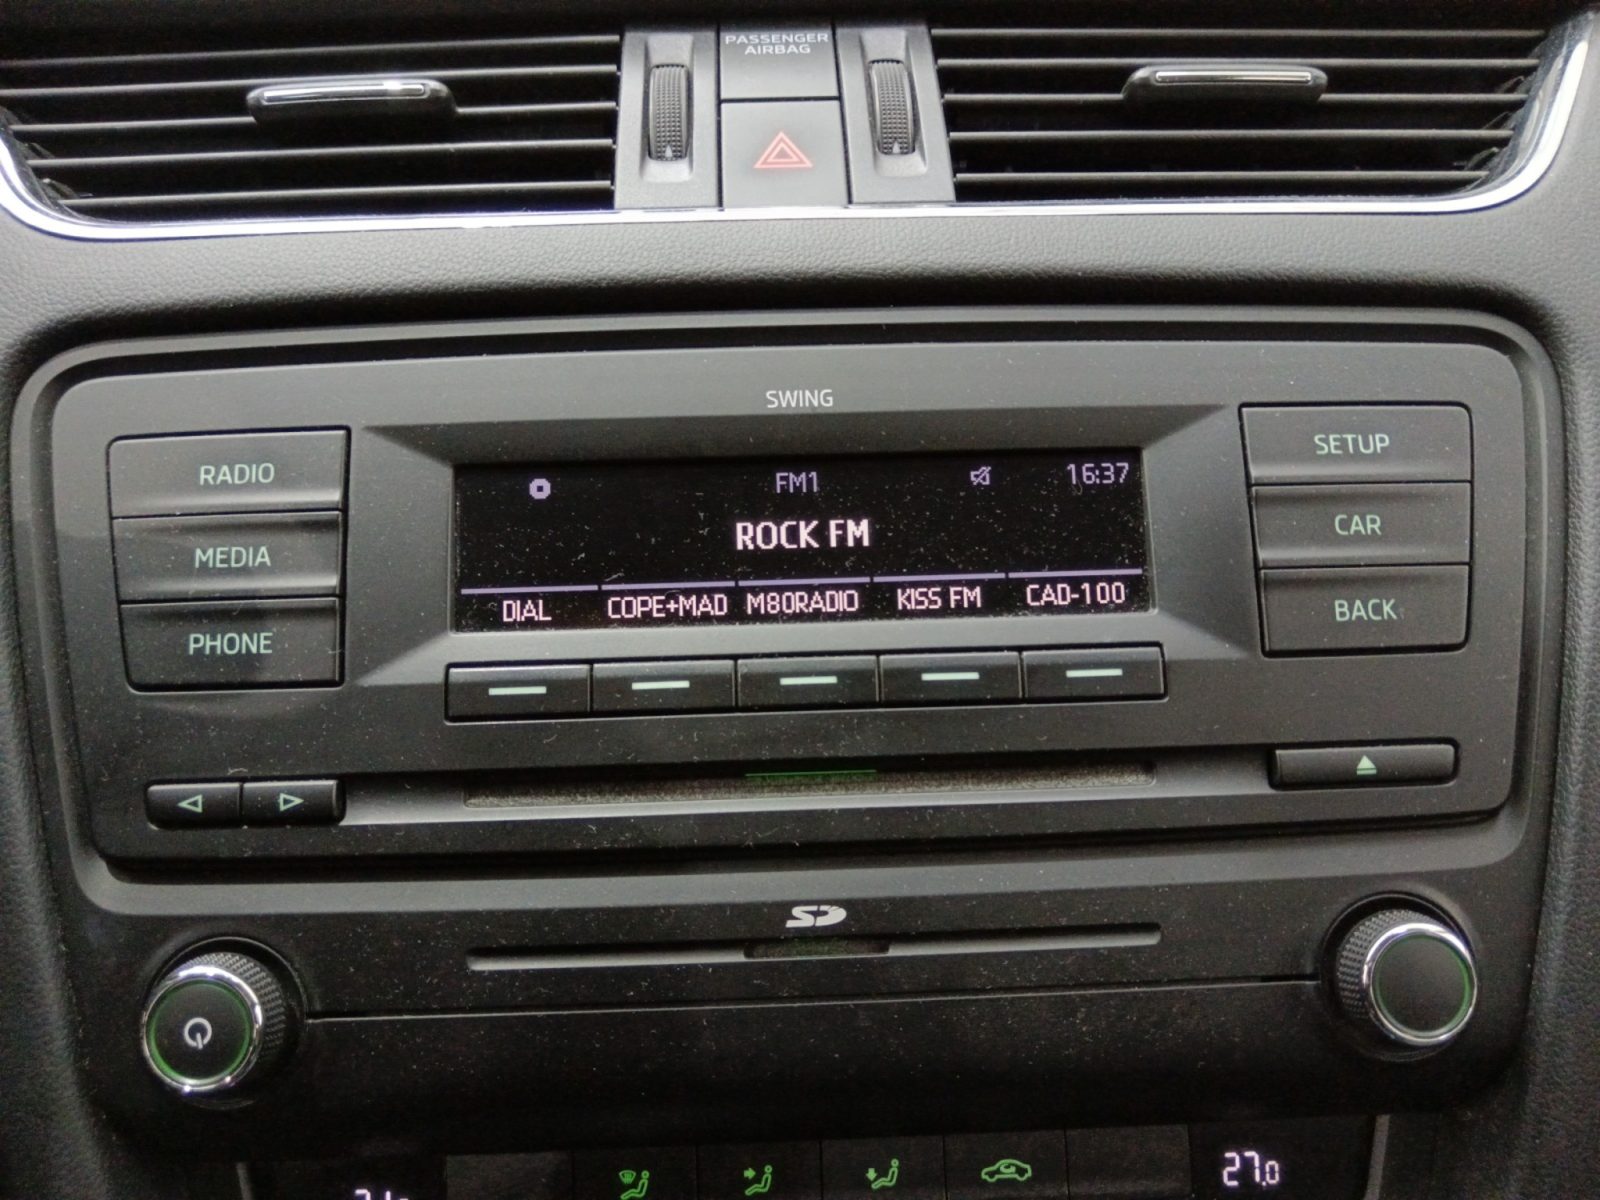 PASSENGER
AIRBAG
SWING
RADIO
MEDIA
PHONE
FM1 16:37
ROCK FM
DIAL COPE+MAD M80RADIO KISS FM CAD-100
SETUP
CAR
BACK
SD
27.0